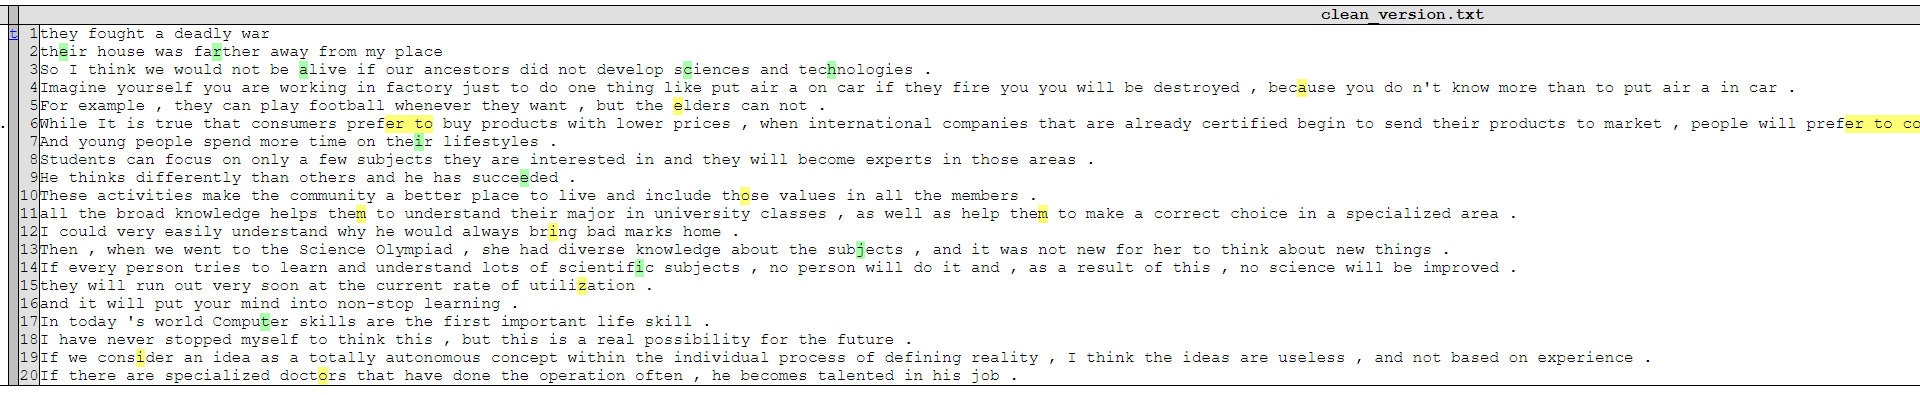 clean_version.txt
t 1 they fought a deadly war
2 their house was farther away from my place
3 So I think we would not be alive if our ancestors did not develop sciences and technologies .
4 Imagine yourself you are working in factory just to do one thing like put air a on car if they fire you you will be destroyed , because you do n't know more than to put air a in car .
5 For example , they can play football whenever they want , but the elders can not .
. 6 While It is true that consumers prefer to buy products with lower prices , when international companies that are already certified begin to send their products to market , people will prefer to co
7 And young people spend more time on their lifestyles .
8 Students can focus on only a few subjects they are interested in and they will become experts in those areas .
9 He thinks differently than others and he has succeeded .
10 These activities make the community a better place to live and include those values in all the members .
11 all the broad knowledge helps them to understand their major in university classes , as well as help them to make a correct choice in a specialized area .
12 I could very easily understand why he would always bring bad marks home .
13 Then , when we went to the Science Olympiad , she had diverse knowledge about the subjects , and it was not new for her to think about new things .
14 If every person tries to learn and understand lots of scientific subjects , no person will do it and , as a result of this , no science will be improved .
15 they will run out very soon at the current rate of utilization .
16 and it will put your mind into non-stop learning .
17 In today 's world Computer skills are the first important life skill .
18 I have never stopped myself to think this , but this is a real possibility for the future .
19 If we consider an idea as a totally autonomous concept within the individual process of defining reality , I think the ideas are useless , and not based on experience .
20 If there are specialized doctors that have done the operation often , he becomes talented in his job .